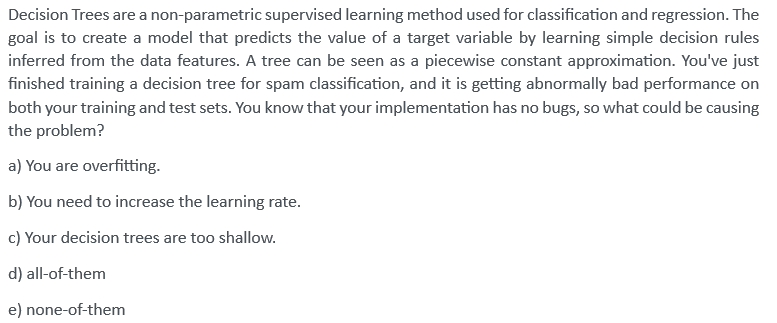 Decision Trees are a non-parametric supervised learning method used for classification and regression. The
goal is to create a model that predicts the value of a target variable by learning simple decision rules
inferred from the data features. A tree can be seen as a piecewise constant approximation. You've just
finished training a decision tree for spam classification, and it is getting abnormally bad performance on
both your training and test sets. You know that your implementation has no bugs, so what could be causing
the problem?
a) You are overfitting.
b) You need to increase the learning rate.
c) Your decision trees are too shallow.
d) all-of-them
e) none-of-them